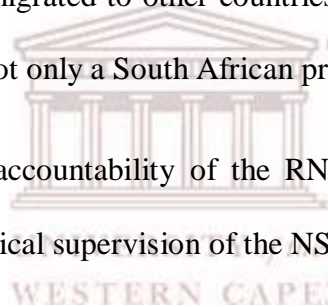 migrated to other countries
ot only a South African pr
accountability of the RN
ical supervision of the NS
WESTERN CAPE